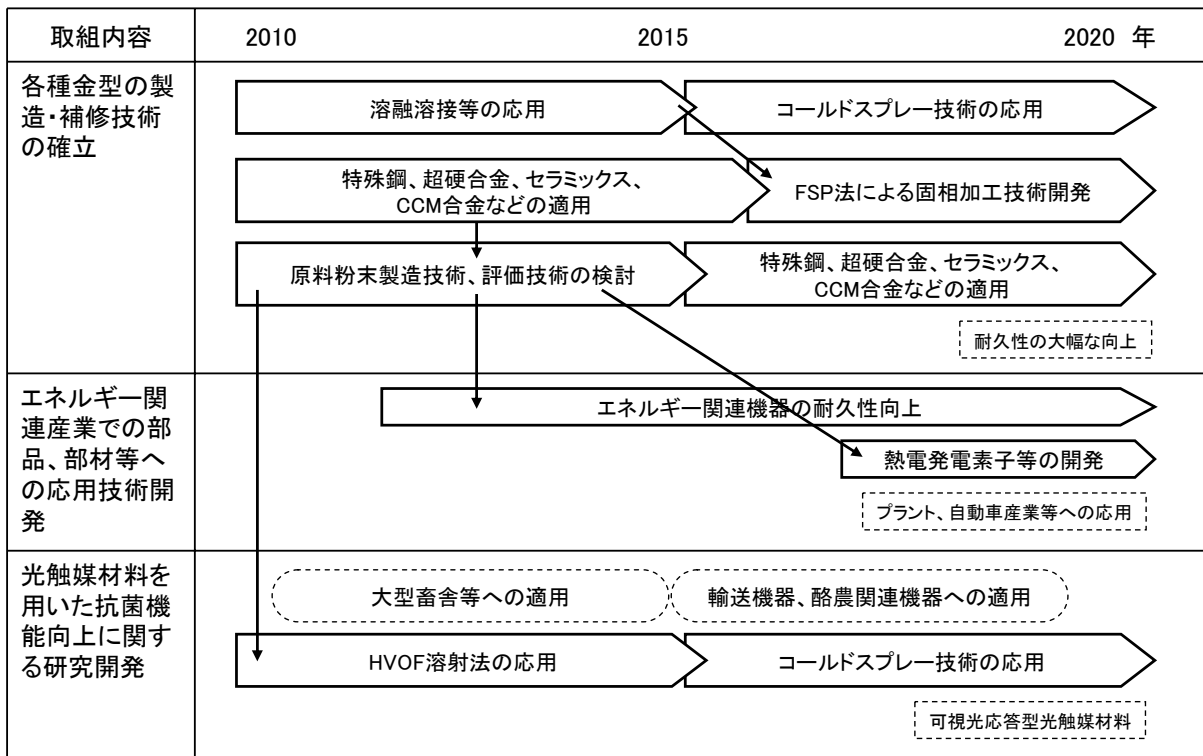 取組内容
2010
2015
2020 年
各種金型の製
造・補修技術
の確立
溶融溶接等の応用
コールドスプレー技術の応用
特殊鋼、超硬合金、セラミックス、
CCM合金などの適用
FSP法による固相加工技術開発
原料粉末製造技術、評価技術の検討
特殊鋼、超硬合金、セラミックス、
CCM合金などの適用
耐久性の大幅な向上
エネルギー関
連産業での部
品、部材等へ
の応用技術開
発
エネルギー関連機器の耐久性向上
熱電発電素子等の開発
プラント、自動車産業等への応用
光触媒材料を
用いた抗菌機
能向上に関す
る研究開発
大型畜舎等への適用
輸送機器、酪農関連機器への適用
HVOF溶射法の応用
コールドスプレー技術の応用
可視光応答型光触媒材料